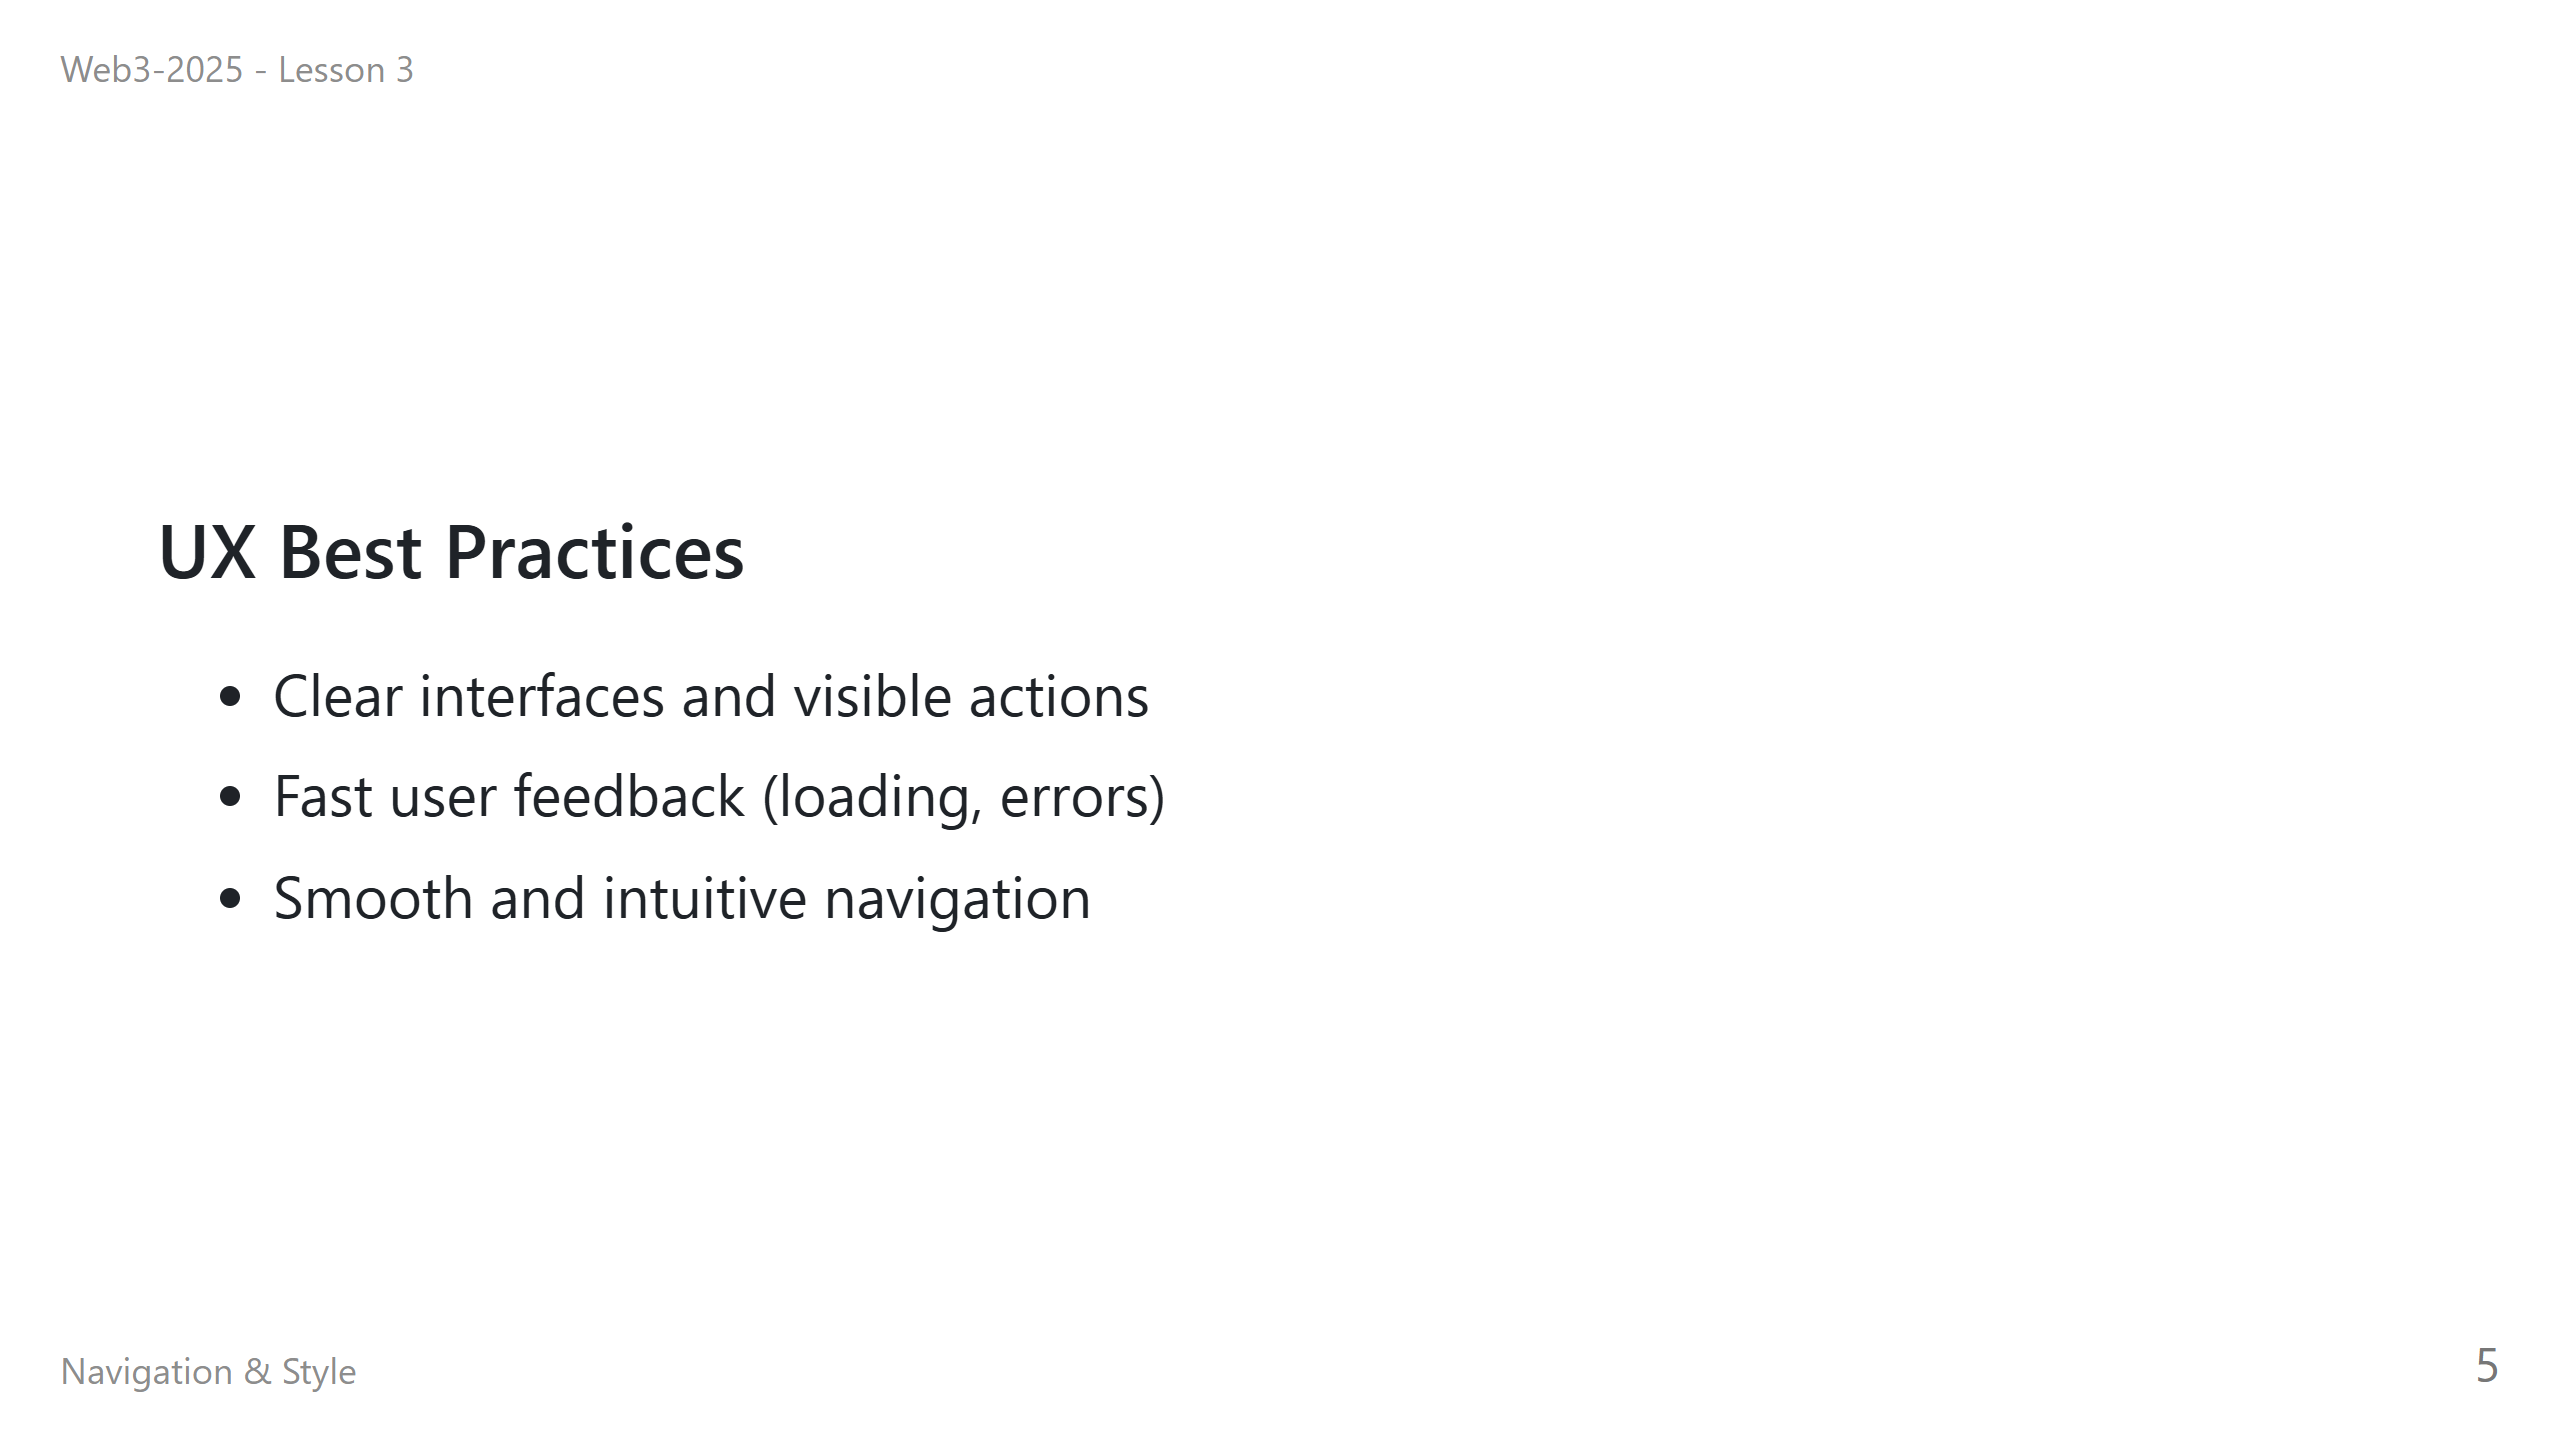 Web3-2025 - Lesson 3
UX Best Practices
• Clear interfaces and visible actions
• Fast user feedback (loading, errors)
• Smooth and intuitive navigation
Navigation & Style
5